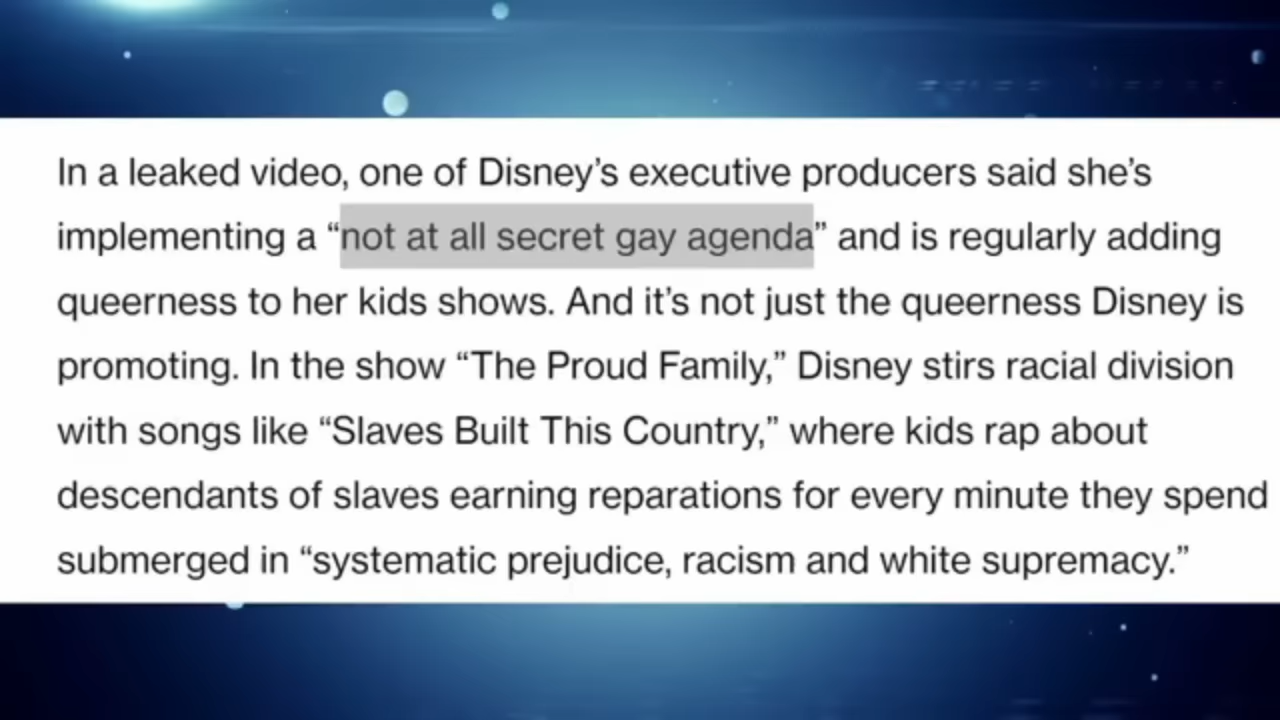 In a leaked video, one of Disney’s executive producers said she’s
implementing a “not at all secret gay agenda” and is regularly adding
queerness to her kids shows. And it’s not just the queerness Disney is
promoting. In the show “The Proud Family,” Disney stirs racial division
with songs like “Slaves Built This Country,” where kids rap about
descendants of slaves earning reparations for every minute they spend
submerged in “systematic prejudice, racism and white supremacy.”